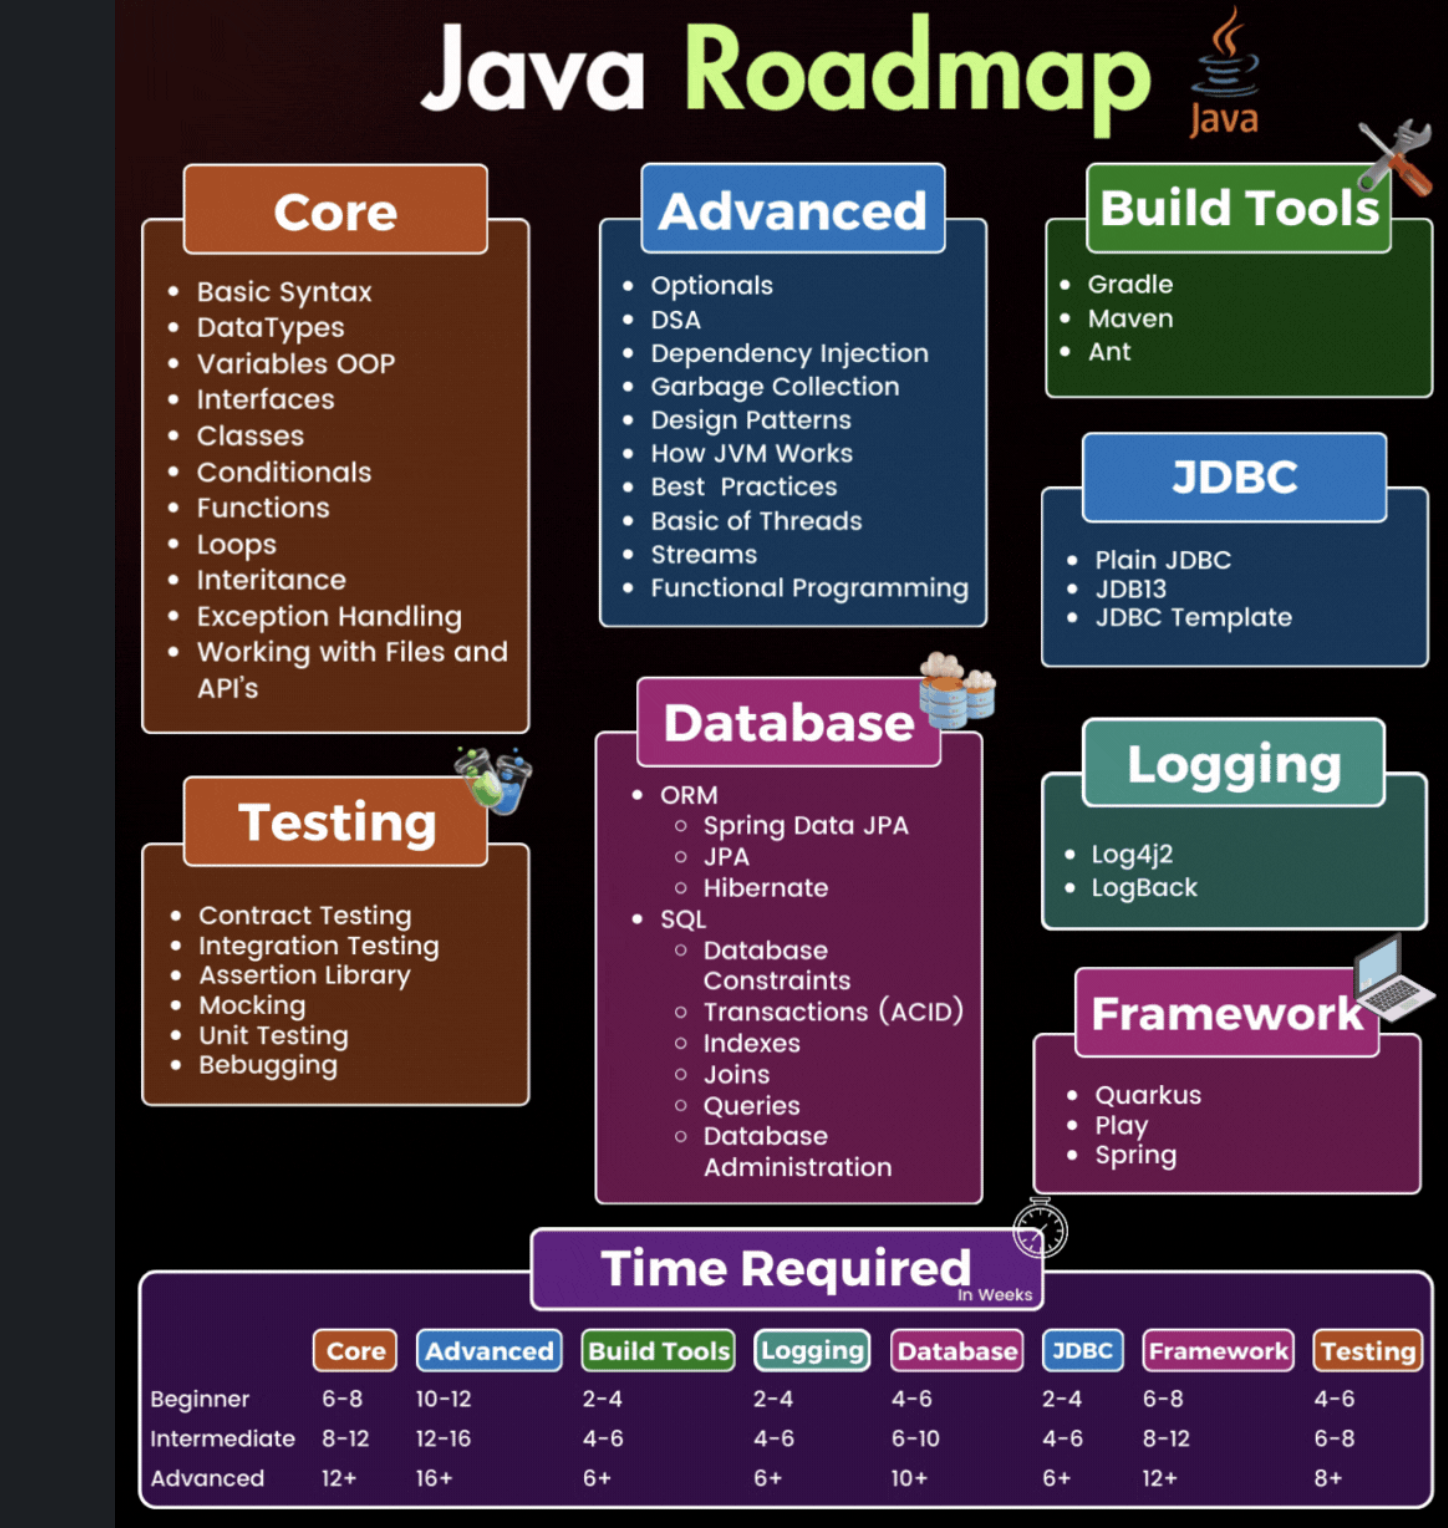 Java Roadmap
Java
Core
Basic Syntax
DataTypes
Variables OOP
Interfaces
Classes
Conditionals
Functions
Loops
Interitance
Exception Handling
Working with Files and
API's
Testing
Contract Testing
Integration Testing
Assertion Library
Mocking
Unit Testing
Bebugging
Advanced
Optionals
DSA
Dependency Injection
Garbage Collection
Design Patterns
How JVM Works
Best Practices
Basic of Threads
Streams
Functional Programming
Database
ORM
Spring Data JPA
JPA
Hibernate
SQL
Database
Constraints
Transactions (ACID)
Indexes
Joins
Queries
Database
Administration
Build Tools
Gradle
Maven
Ant
JDBC
Plain JDBC
JDB13
JDBC Template
Logging
Log4j2
LogBack
Framework
Quarkus
Play
Spring
Time Required
In Weeks
Core Advanced Build Tools Logging Database JDBC Framework Testing
Beginner 6-8 10-12 2-4 2-4 4-6 2-4 6-8 4-6
Intermediate 8-12 12-16 4-6 4-6 6-10 4-6 8-12 6-8
Advanced 12+ 16+ 6+ 6+ 10+ 6+ 12+ 8+